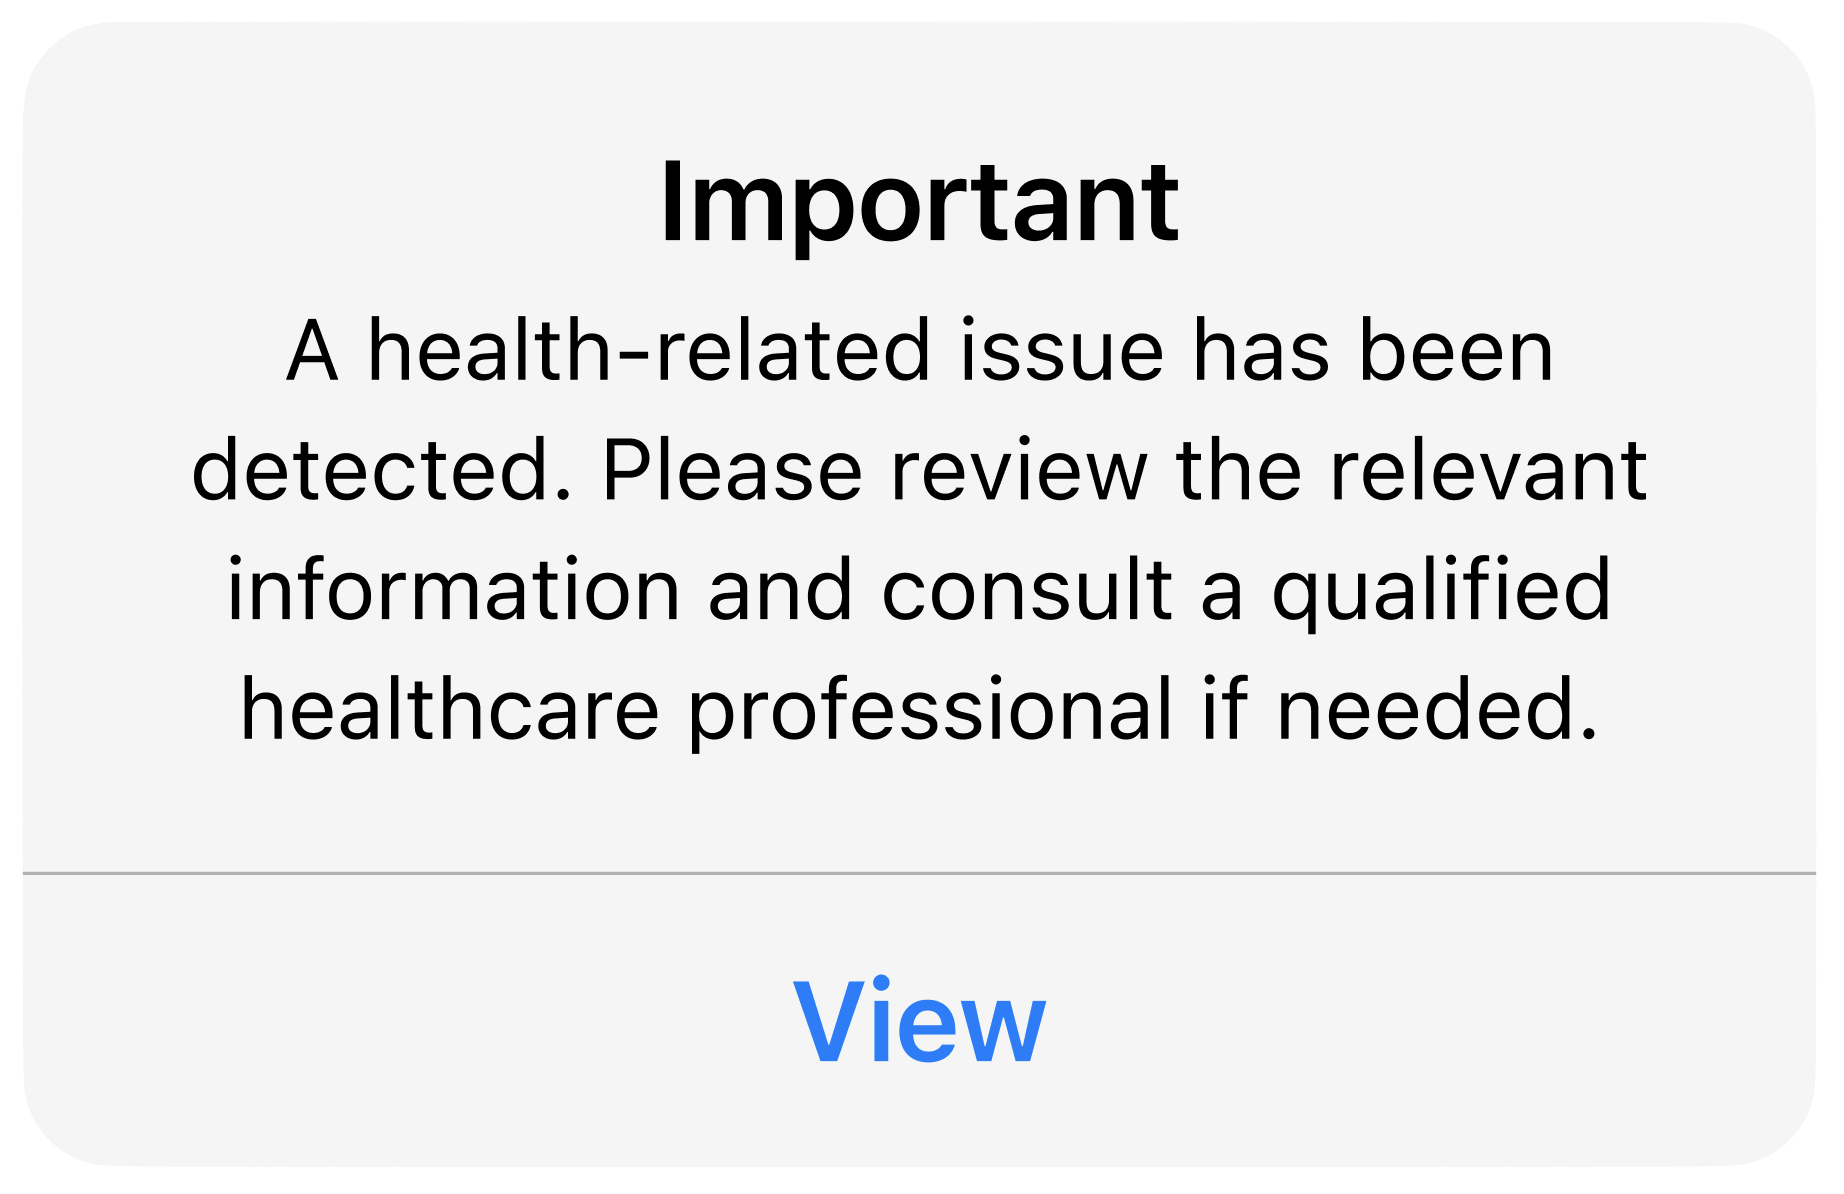 Important
A health-related issue has been
detected. Please review the relevant
information and consult a qualified
healthcare professional if needed.
View